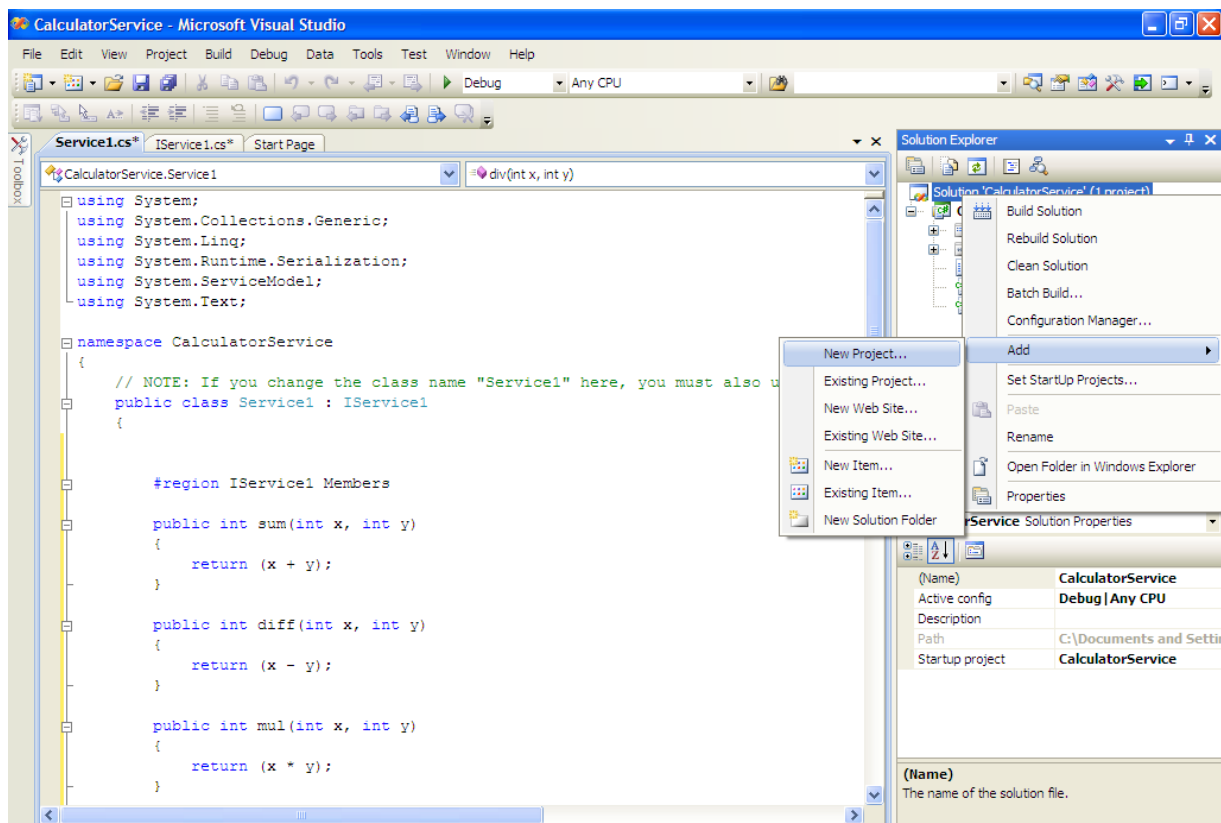 CalculatorService - Microsoft Visual Studio
File Edit View Project Build Debug Data Tools Test Window Help
Debug Any CPU
Toolbox
Service1.cs* IService1.cs* Start Page
CalculatorService.Service1 div(int x, int y)
using System;
using System.Collections.Generic;
using System.Linq;
using System.Runtime.Serialization;
using System.ServiceModel;
using System.Text;
namespace CalculatorService
{
// NOTE: If you change the class name "Service1" here, you must also u
public class Service1 : IService1
{
#region IService1 Members
public int sum(int x, int y)
{
return (x + y);
}
public int diff(int x, int y)
{
return (x - y);
}
public int mul(int x, int y)
{
return (x * y);
}
Solution Explorer
Solution 'CalculatorService' (1 project)
Build Solution
Rebuild Solution
Clean Solution
Batch Build...
Configuration Manager...
Add
Set StartUp Projects...
Paste
Rename
Open Folder in Windows Explorer
Properties
New Project...
Existing Project...
New Web Site...
Existing Web Site...
New Item...
Existing Item...
New Solution Folder
rService Solution Properties
(Name) CalculatorService
Active config Debug|Any CPU
Description
Path C:\Documents and Settin
Startup project CalculatorService
(Name)
The name of the solution file.